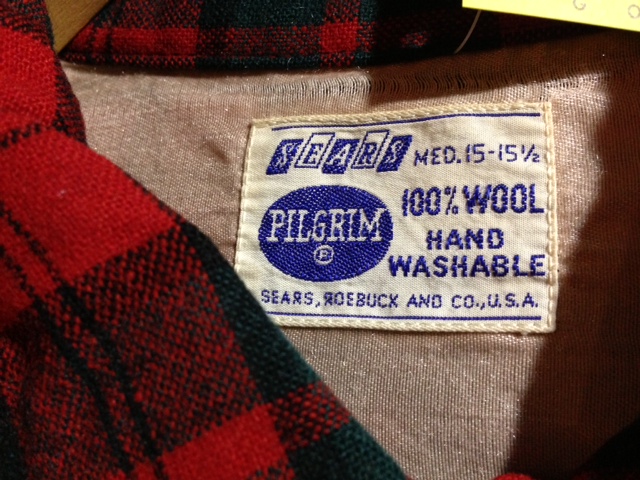 SEARS MED. 15-15½
PILGRIM
®
100% WOOL
HAND
WASHABLE
SEARS, ROEBUCK AND CO., U.S.A.